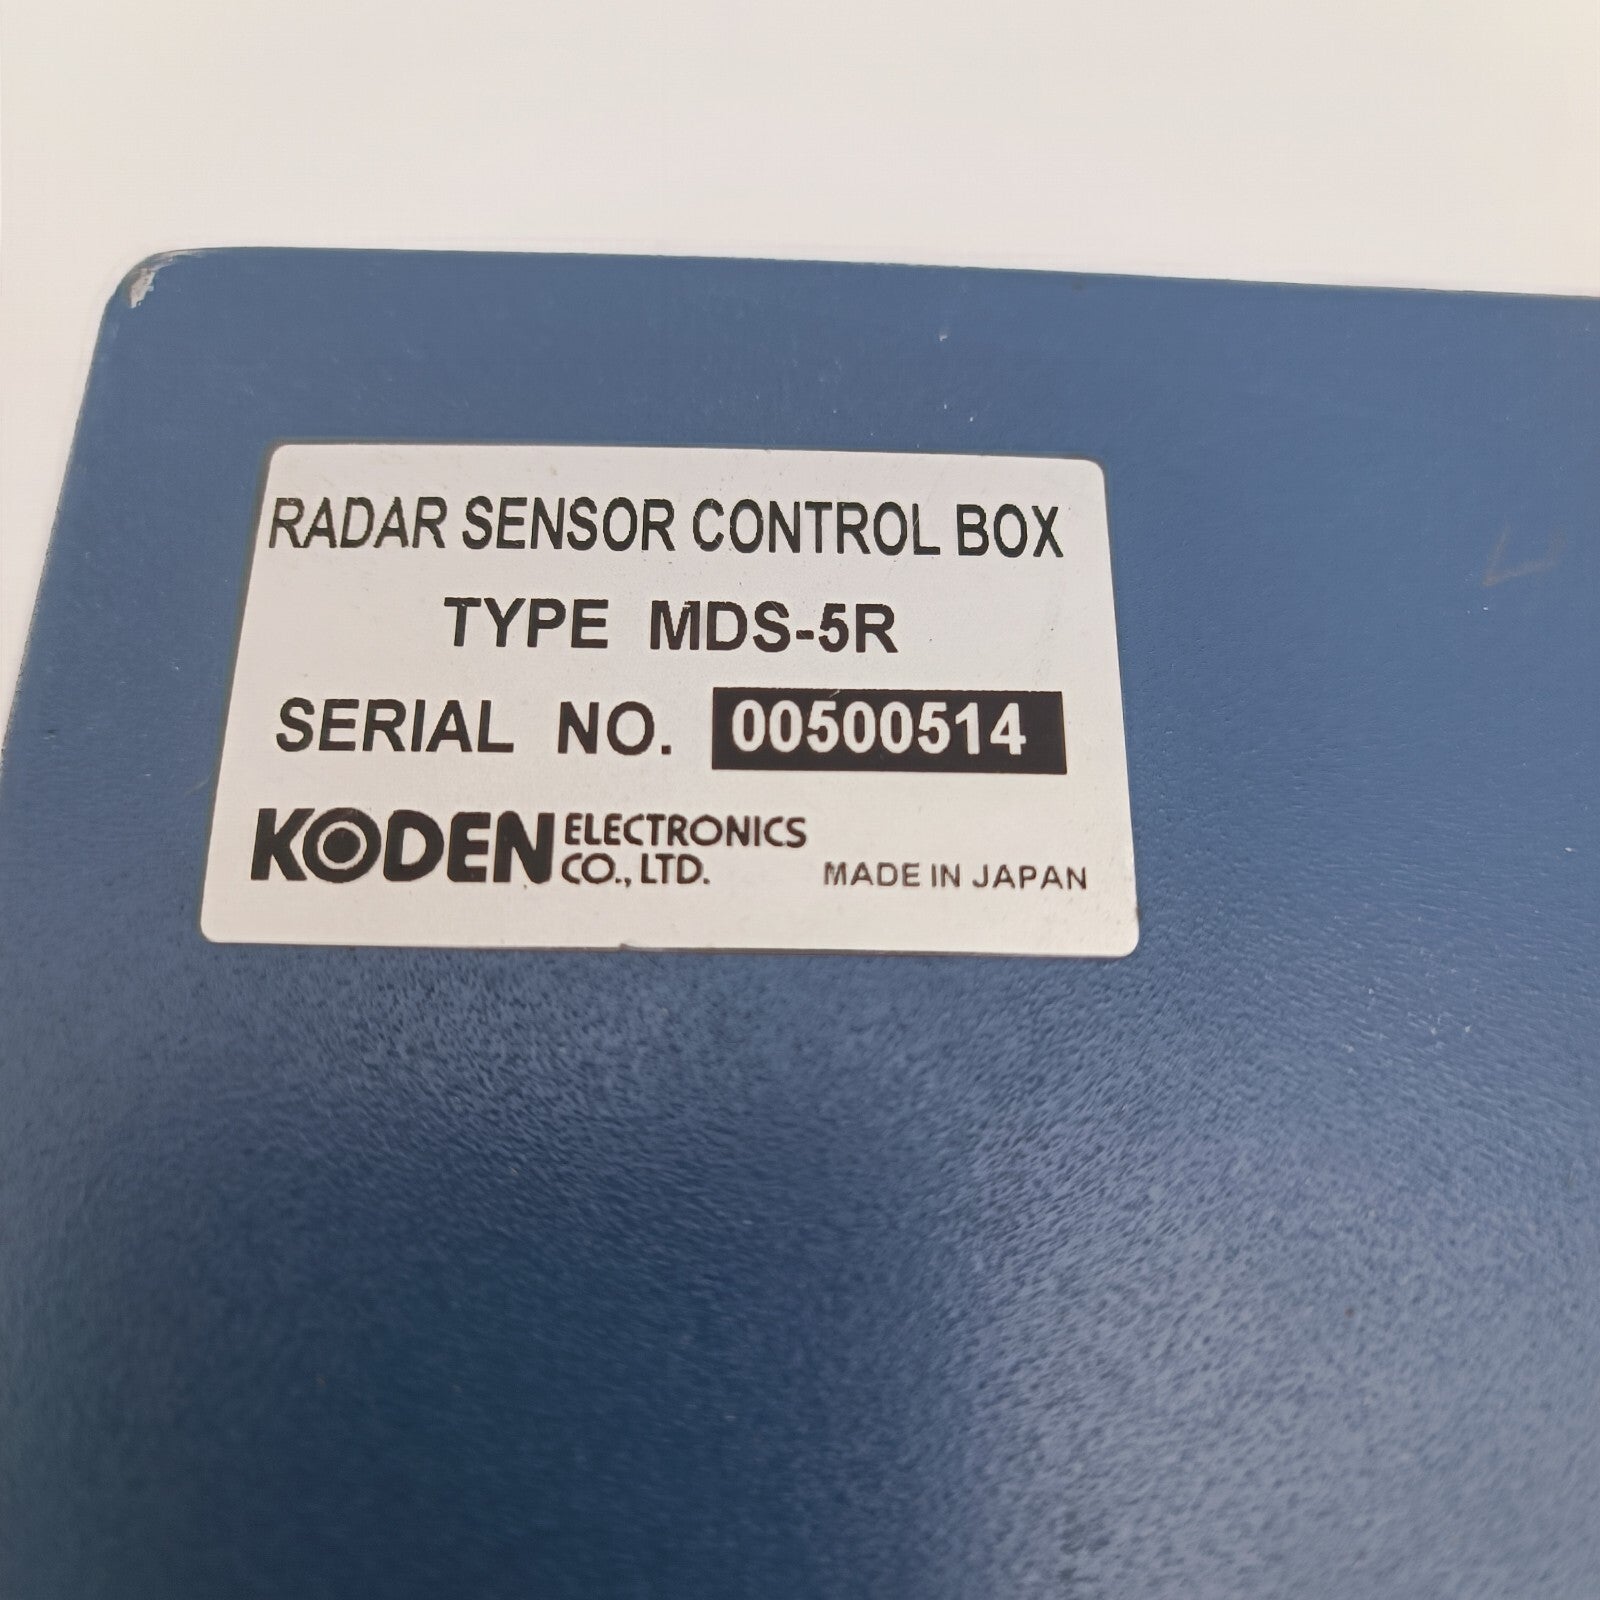 RADAR SENSOR CONTROL BOX
TYPE MDS-5R
SERIAL NO. 00500514
KODEN ELECTRONICS CO., LTD.
MADE IN JAPAN